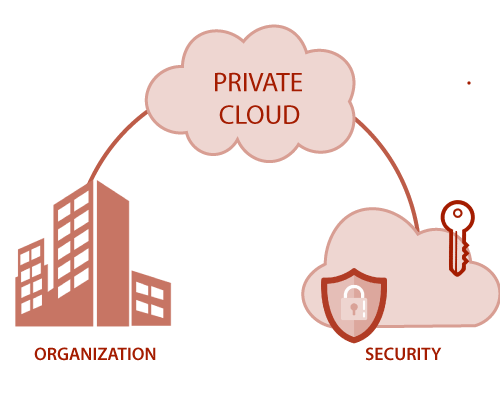 PRIVATE
CLOUD
ORGANIZATION
SECURITY